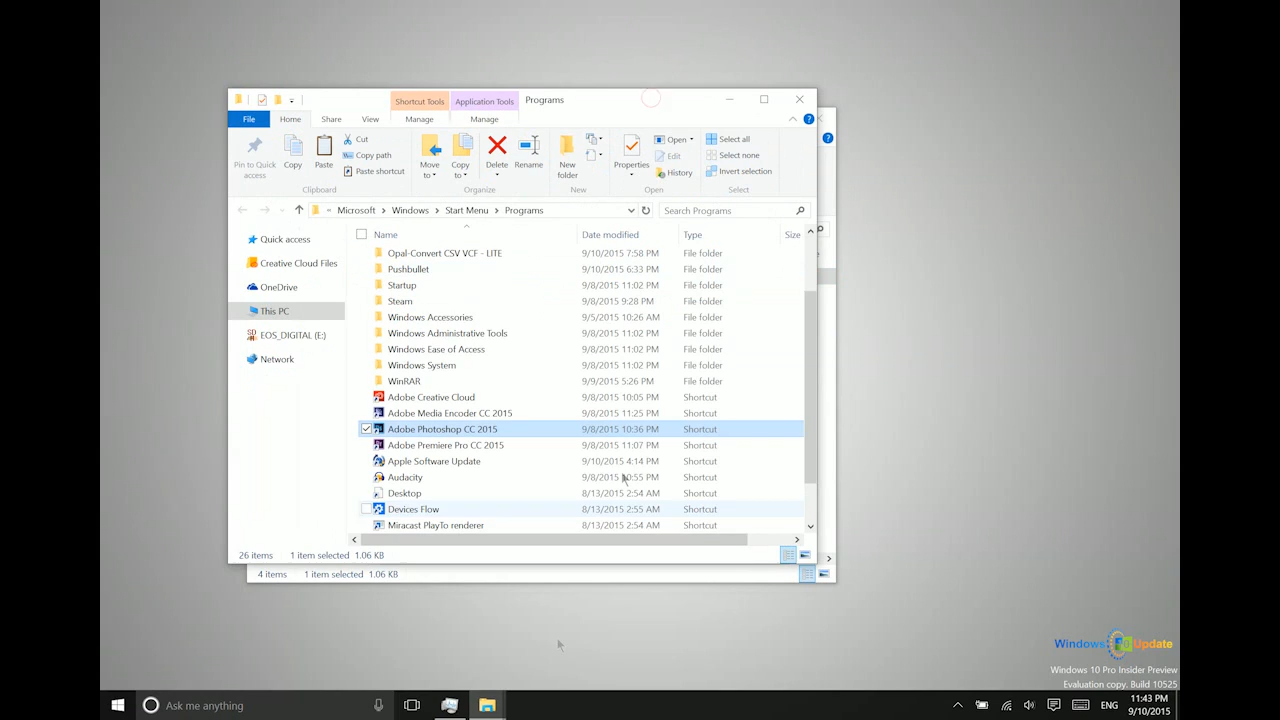 Shortcut Tools Application Tools Programs
File Home Share View Manage Manage
Pin to Quick access
Copy
Paste
Cut
Copy path
Paste shortcut
Clipboard
Move to
Copy to
Delete
Rename
Organize
New folder
New
Properties
Open
Edit
History
Open
Select all
Select none
Invert selection
Select
« Microsoft > Windows > Start Menu > Programs
Search Programs
Quick access
Creative Cloud Files
OneDrive
This PC
EOS_DIGITAL (E:)
Network
Name Date modified Type Size
Opal-Convert CSV VCF - LITE 9/10/2015 7:58 PM File folder
Pushbullet 9/10/2015 6:33 PM File folder
Startup 9/8/2015 11:02 PM File folder
Steam 9/8/2015 9:28 PM File folder
Windows Accessories 9/5/2015 10:26 AM File folder
Windows Administrative Tools 9/8/2015 11:02 PM File folder
Windows Ease of Access 9/8/2015 11:02 PM File folder
Windows System 9/8/2015 11:02 PM File folder
WinRAR 9/9/2015 5:26 PM File folder
Adobe Creative Cloud 9/8/2015 10:05 PM Shortcut
Adobe Media Encoder CC 2015 9/8/2015 11:25 PM Shortcut
Adobe Photoshop CC 2015 9/8/2015 10:36 PM Shortcut
Adobe Premiere Pro CC 2015 9/8/2015 11:07 PM Shortcut
Apple Software Update 9/10/2015 4:14 PM Shortcut
Audacity 9/8/2015 10:55 PM Shortcut
Desktop 8/13/2015 2:54 AM Shortcut
Devices Flow 8/13/2015 2:55 AM Shortcut
Miracast PlayTo renderer 8/13/2015 2:54 AM Shortcut
26 items 1 item selected 1.06 KB
4 items 1 item selected 1.06 KB
Windows Update
Windows 10 Pro Insider Preview
Evaluation copy. Build 10525
Ask me anything
ENG
11:43 PM
9/10/2015